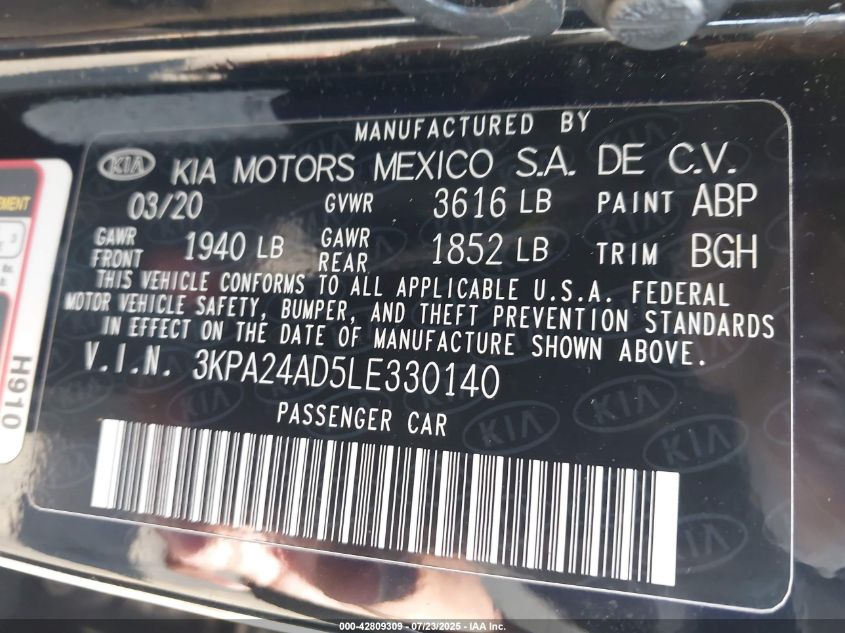 MANUFACTURED BY
KIA KIA MOTORS MEXICO S.A. DE C.V.
03/20 GVWR 3616 LB PAINT ABP
GAWR FRONT 1940 LB GAWR REAR 1852 LB TRIM BGH
THIS VEHICLE CONFORMS TO ALL APPLICABLE U.S.A. FEDERAL
MOTOR VEHICLE SAFETY, BUMPER, AND THEFT PREVENTION STANDARDS
IN EFFECT ON THE DATE OF MANUFACTURE SHOWN ABOVE.
V.I.N. 3KPA24AD5LE330140
PASSENGER CAR
H910
000-42809309 - 07/23/2025 - IAA Inc.